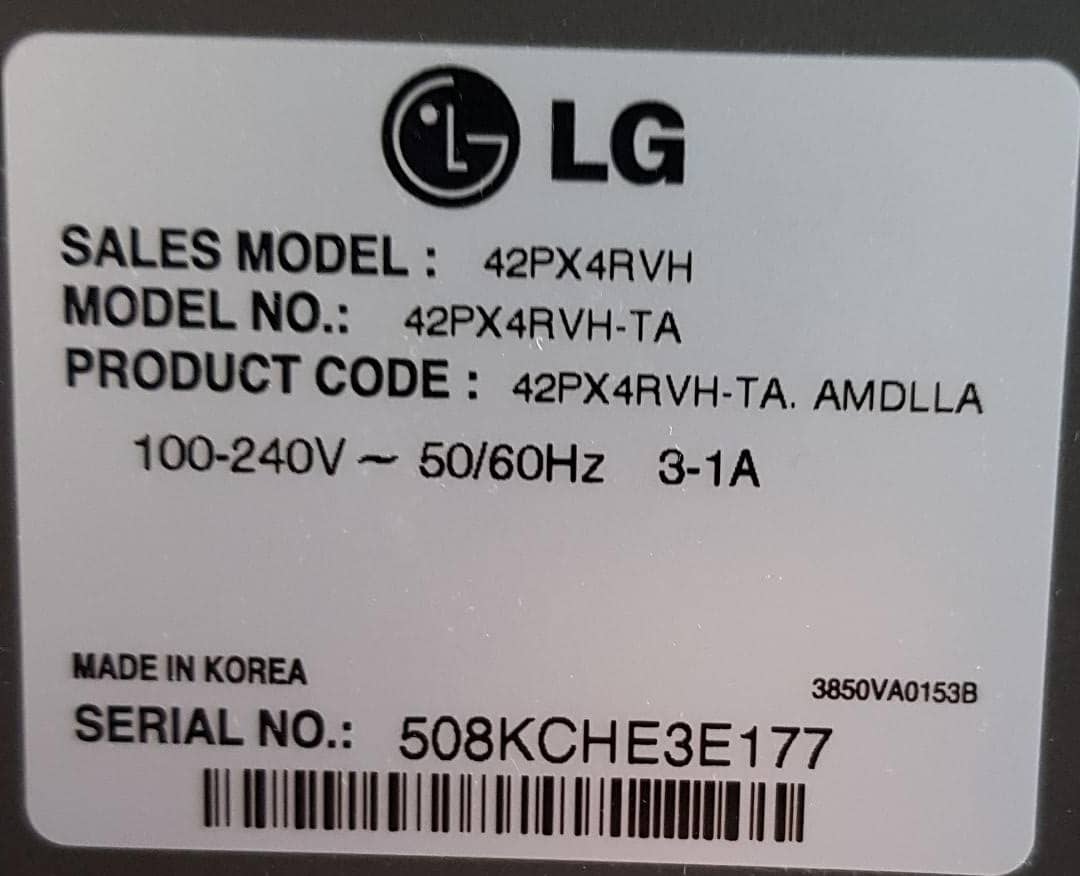 LG
SALES MODEL : 42PX4RVH
MODEL NO.: 42PX4RVH-TA
PRODUCT CODE : 42PX4RVH-TA. AMDLLA
100-240V ~ 50/60Hz 3-1A
MADE IN KOREA 3850VA0153B
SERIAL NO.: 508KCHE3E177